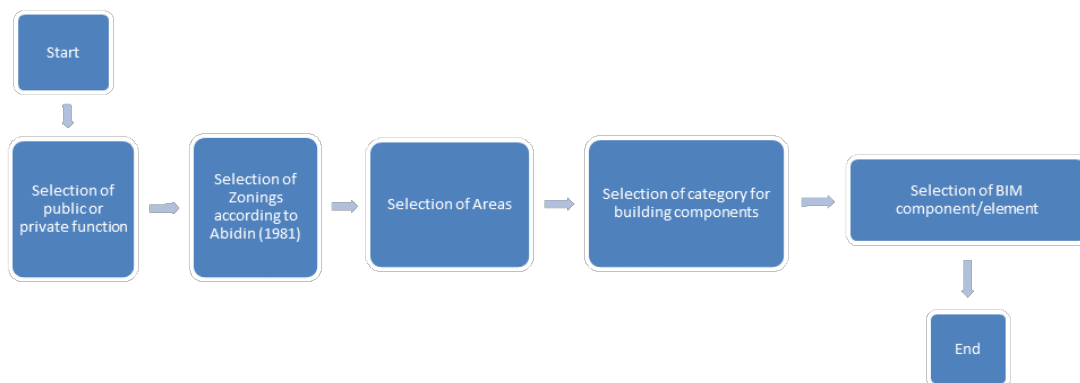 Start
Selection of
public or
private function
Selection of
Zonings
according to
Abidin (1981)
Selection of Areas
Selection of category for
building components
Selection of BIM
component/element
End